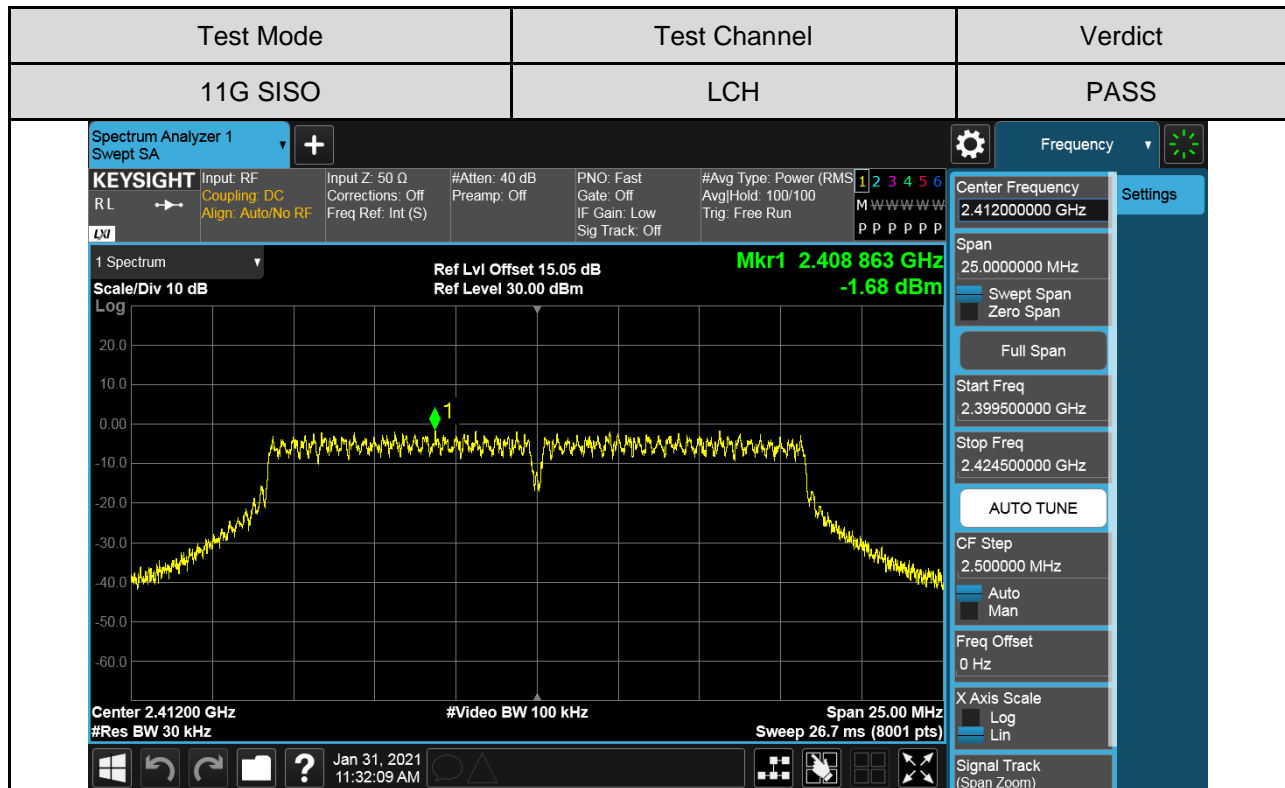 Test Mode Test Channel Verdict
11G SISO LCH PASS
Spectrum Analyzer 1
Swept SA
+
Frequency
KEYSIGHT
R L
LXI
Input: RF
Coupling: DC
Align: Auto/No RF
Input Z: 50 Ω
Corrections: Off
Freq Ref: Int (S)
#Atten: 40 dB
Preamp: Off
PNO: Fast
Gate: Off
IF Gain: Low
Sig Track: Off
#Avg Type: Power (RMS
Avg|Hold: 100/100
Trig: Free Run
1 2 3 4 5 6
M W W W W W
P P P P P P
1 Spectrum
Scale/Div 10 dB
Log
Ref Lvl Offset 15.05 dB
Ref Level 30.00 dBm
Mkr1 2.408 863 GHz
-1.68 dBm
20.0
10.0
0.00
1
-10.0
-20.0
-30.0
-40.0
-50.0
-60.0
Center 2.41200 GHz #Video BW 100 kHz Span 25.00 MHz
#Res BW 30 kHz Sweep 26.7 ms (8001 pts)
?
Jan 31, 2021
11:32:09 AM
Center Frequency
2.412000000 GHz
Settings
Span
25.0000000 MHz
Swept Span
Zero Span
Full Span
Start Freq
2.399500000 GHz
Stop Freq
2.424500000 GHz
AUTO TUNE
CF Step
2.500000 MHz
Auto
Man
Freq Offset
0 Hz
X Axis Scale
Log
Lin
Signal Track
(Span Zoom)